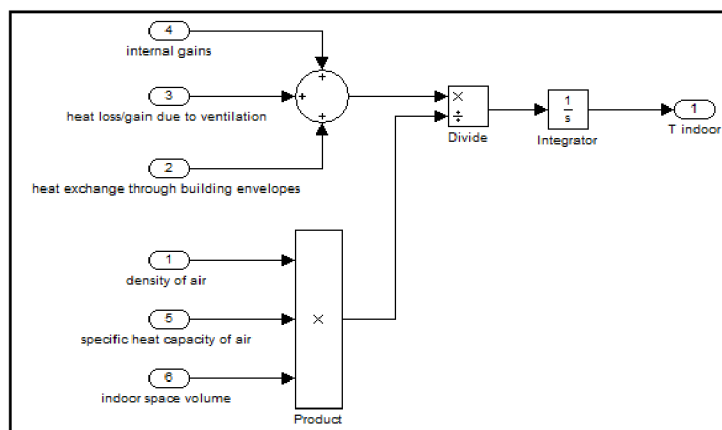 4
internal gains
3
heat loss/gain due to ventilation
2
heat exchange through building envelopes
+
+
+
×
÷
Divide
1
s
Integrator
1
T indoor
1
density of air
5
specific heat capacity of air
6
indoor space volume
×
Product